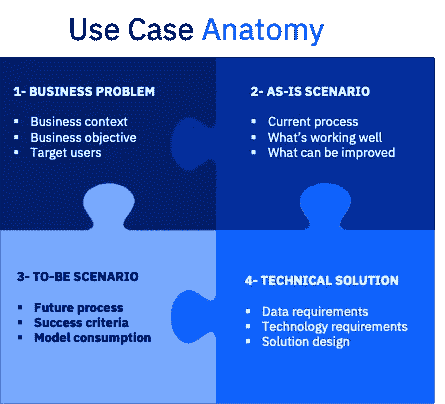 Use Case Anatomy
1- BUSINESS PROBLEM
▪ Business context
▪ Business objective
▪ Target users
2- AS-IS SCENARIO
▪ Current process
▪ What's working well
▪ What can be improved
3- TO-BE SCENARIO
▪ Future process
▪ Success criteria
▪ Model consumption
4- TECHNICAL SOLUTION
▪ Data requirements
▪ Technology requirements
▪ Solution design